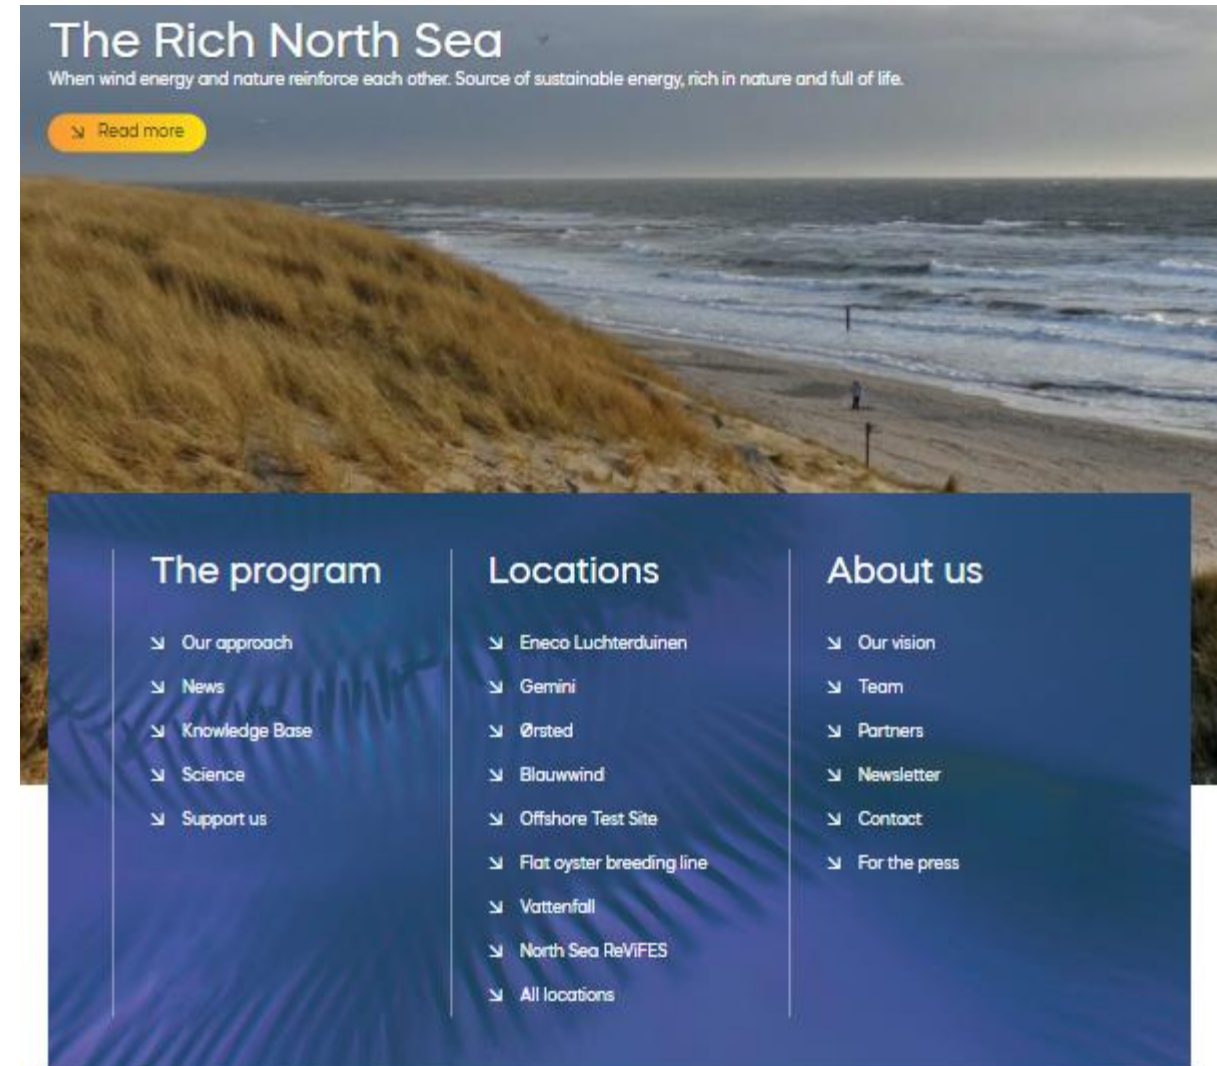 The Rich North Sea
When wind energy and nature reinforce each other. Source of sustainable energy, rich in nature and full of life.
Read more
The program
Our approach
News
Knowledge Base
Science
Support us
Locations
Eneco Luchterduinen
Gemini
Ørsted
Blauwwind
Offshore Test Site
Flat oyster breeding line
Vattenfall
North Sea ReViFES
All locations
About us
Our vision
Team
Partners
Newsletter
Contact
For the press